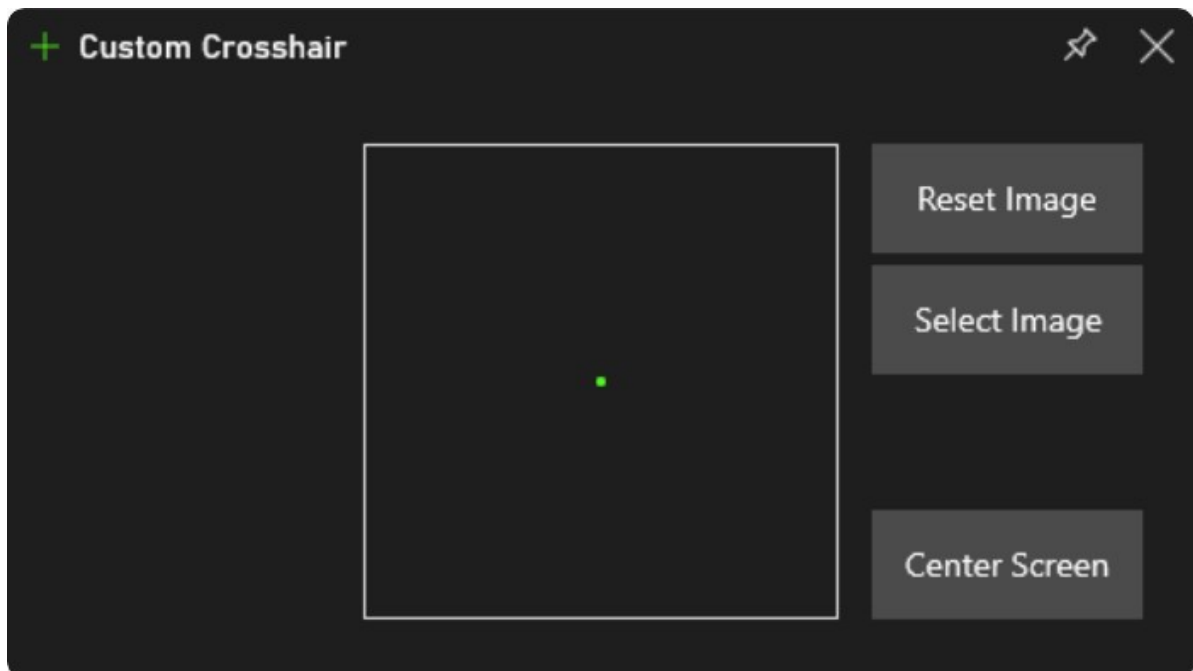 Custom Crosshair
Reset Image
Select Image
Center Screen